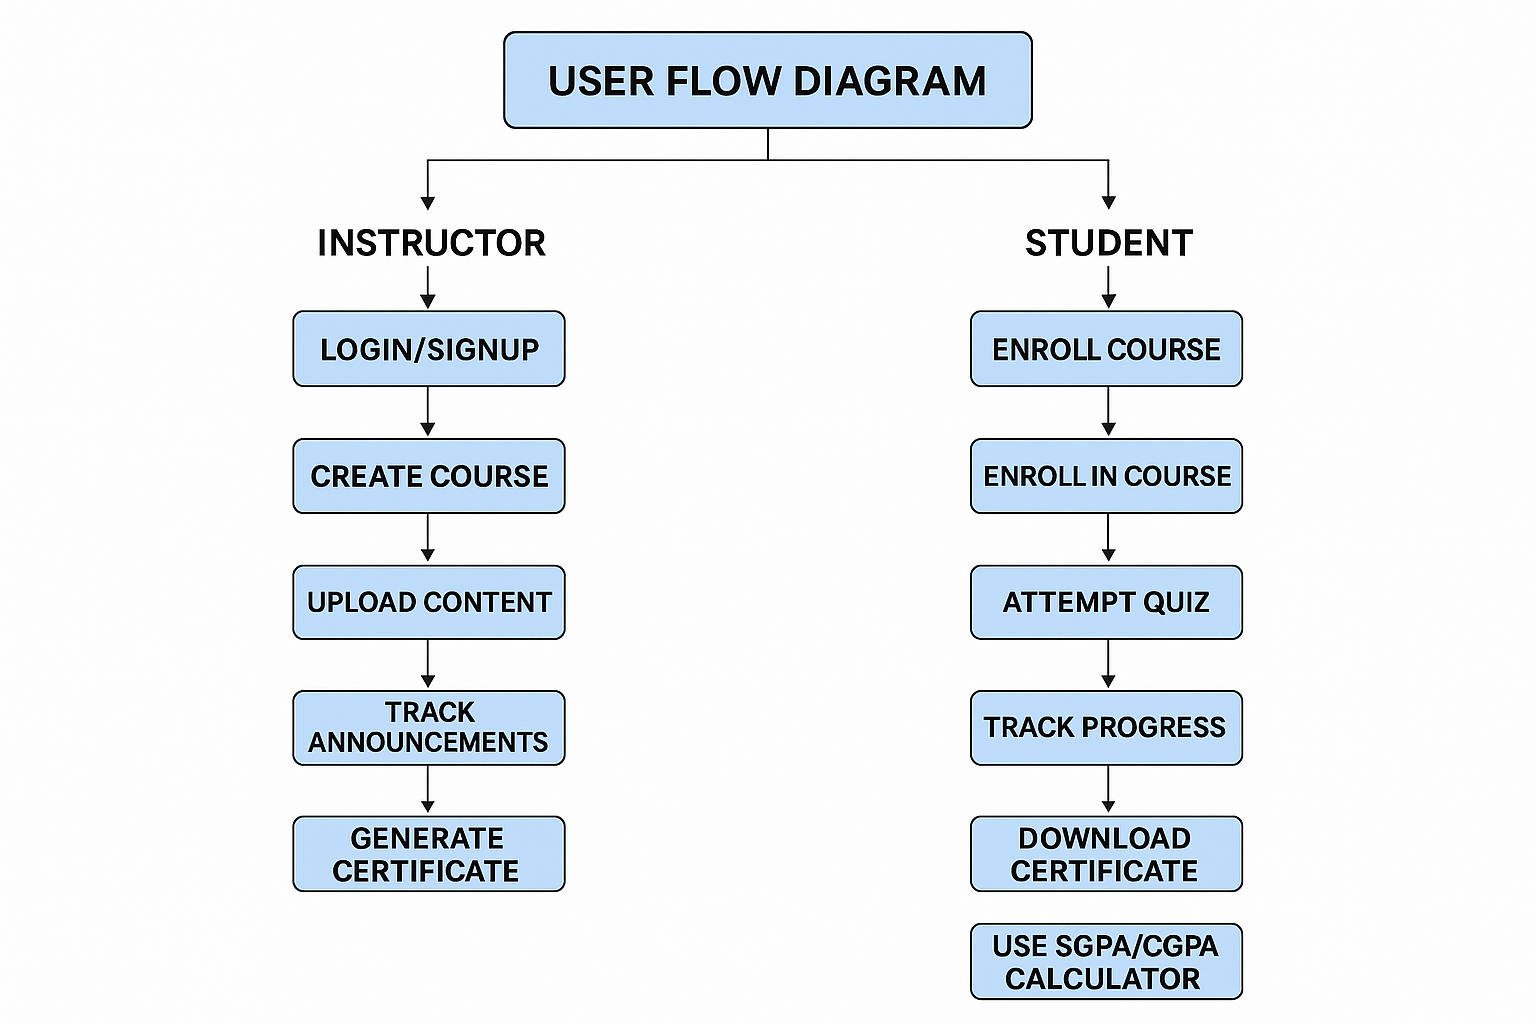 USER FLOW DIAGRAM
INSTRUCTOR
LOGIN/SIGNUP
CREATE COURSE
UPLOAD CONTENT
TRACK
ANNOUNCEMENTS
GENERATE
CERTIFICATE
STUDENT
ENROLL COURSE
ENROLL IN COURSE
ATTEMPT QUIZ
TRACK PROGRESS
DOWNLOAD
CERTIFICATE
USE SGPA/CGPA
CALCULATOR